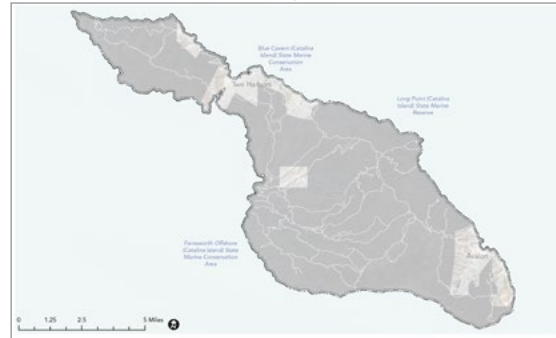 Blue Cavern (Catalina
Island) State Marine
Conservation
Area
Two Harbors
Long Point (Catalina
Island) State Marine
Reserve
Farnsworth Offshore
(Catalina Island) State
Marine Conservation
Area
Avalon
0 1.25 2.5 5 Miles